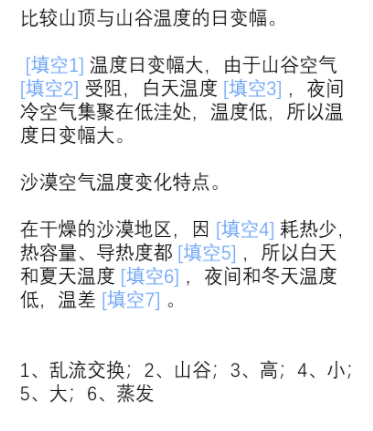 比较山顶与山谷温度的日变幅。
[填空1] 温度日变幅大，由于山谷空气
[填空2] 受阻，白天温度 [填空3] ，夜间
冷空气集聚在低洼处，温度低，所以温
度日变幅大。
沙漠空气温度变化特点。
在干燥的沙漠地区，因 [填空4] 耗热少，
热容量、导热度都 [填空5] ，所以白天
和夏天温度 [填空6] ，夜间和冬天温度
低，温差 [填空7] 。
1、乱流交换；2、山谷；3、高；4、小；
5、大；6、蒸发